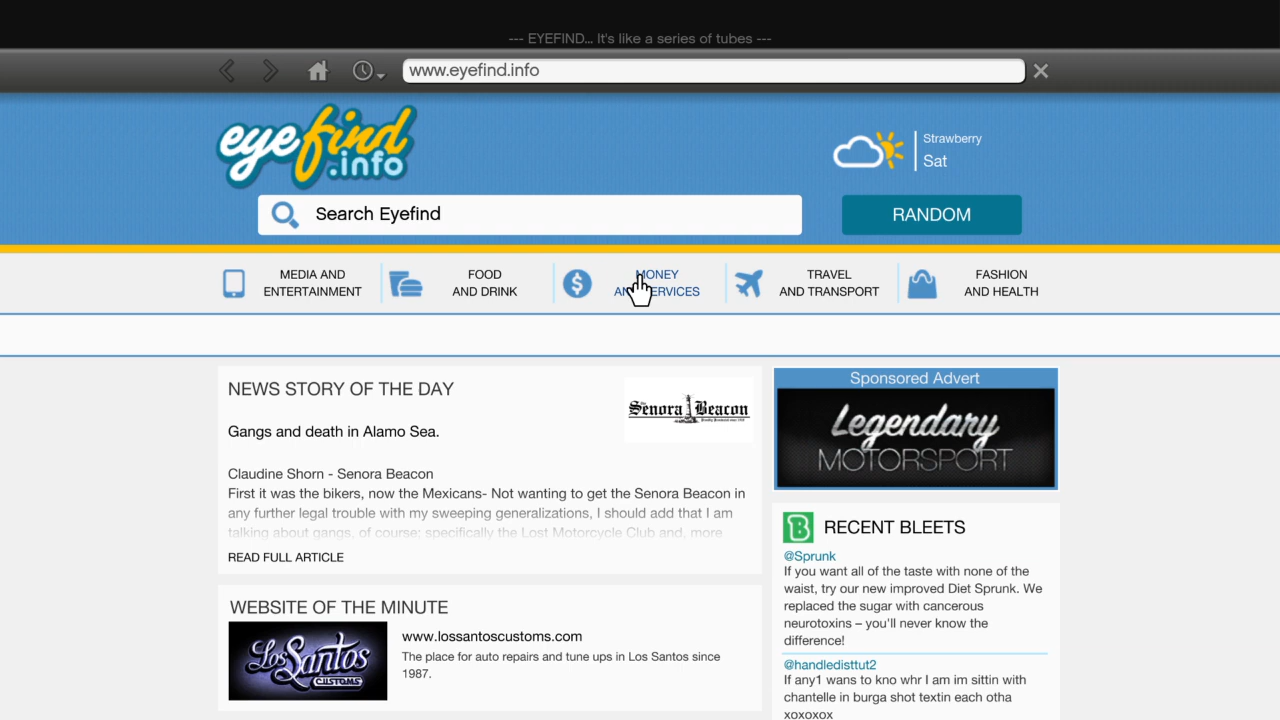 --- EYEFIND... It's like a series of tubes ---
www.eyefind.info
eyefind
.info
Strawberry
Sat
Search Eyefind
RANDOM
MEDIA AND
ENTERTAINMENT
FOOD
AND DRINK
MONEY
AND SERVICES
TRAVEL
AND TRANSPORT
FASHION
AND HEALTH
NEWS STORY OF THE DAY
Senora Beacon
Gangs and death in Alamo Sea.
Claudine Shorn - Senora Beacon
First it was the bikers, now the Mexicans- Not wanting to get the Senora Beacon in
any further legal trouble with my sweeping generalizations, I should add that I am
talking about gangs, of course; specifically the Lost Motorcycle Club and, more
READ FULL ARTICLE
WEBSITE OF THE MINUTE
Los Santos
CUSTOMS
www.lossantoscustoms.com
The place for auto repairs and tune ups in Los Santos since
1987.
Sponsored Advert
Legendary
MOTORSPORT
B
RECENT BLEETS
@Sprunk
If you want all of the taste with none of the
waist, try our new improved Diet Sprunk. We
replaced the sugar with cancerous
neurotoxins – you'll never know the
difference!
@handledisttut2
If any1 wants to kno whr I am im sittin with
chantelle in burga shot textin each otha
xoxoxox